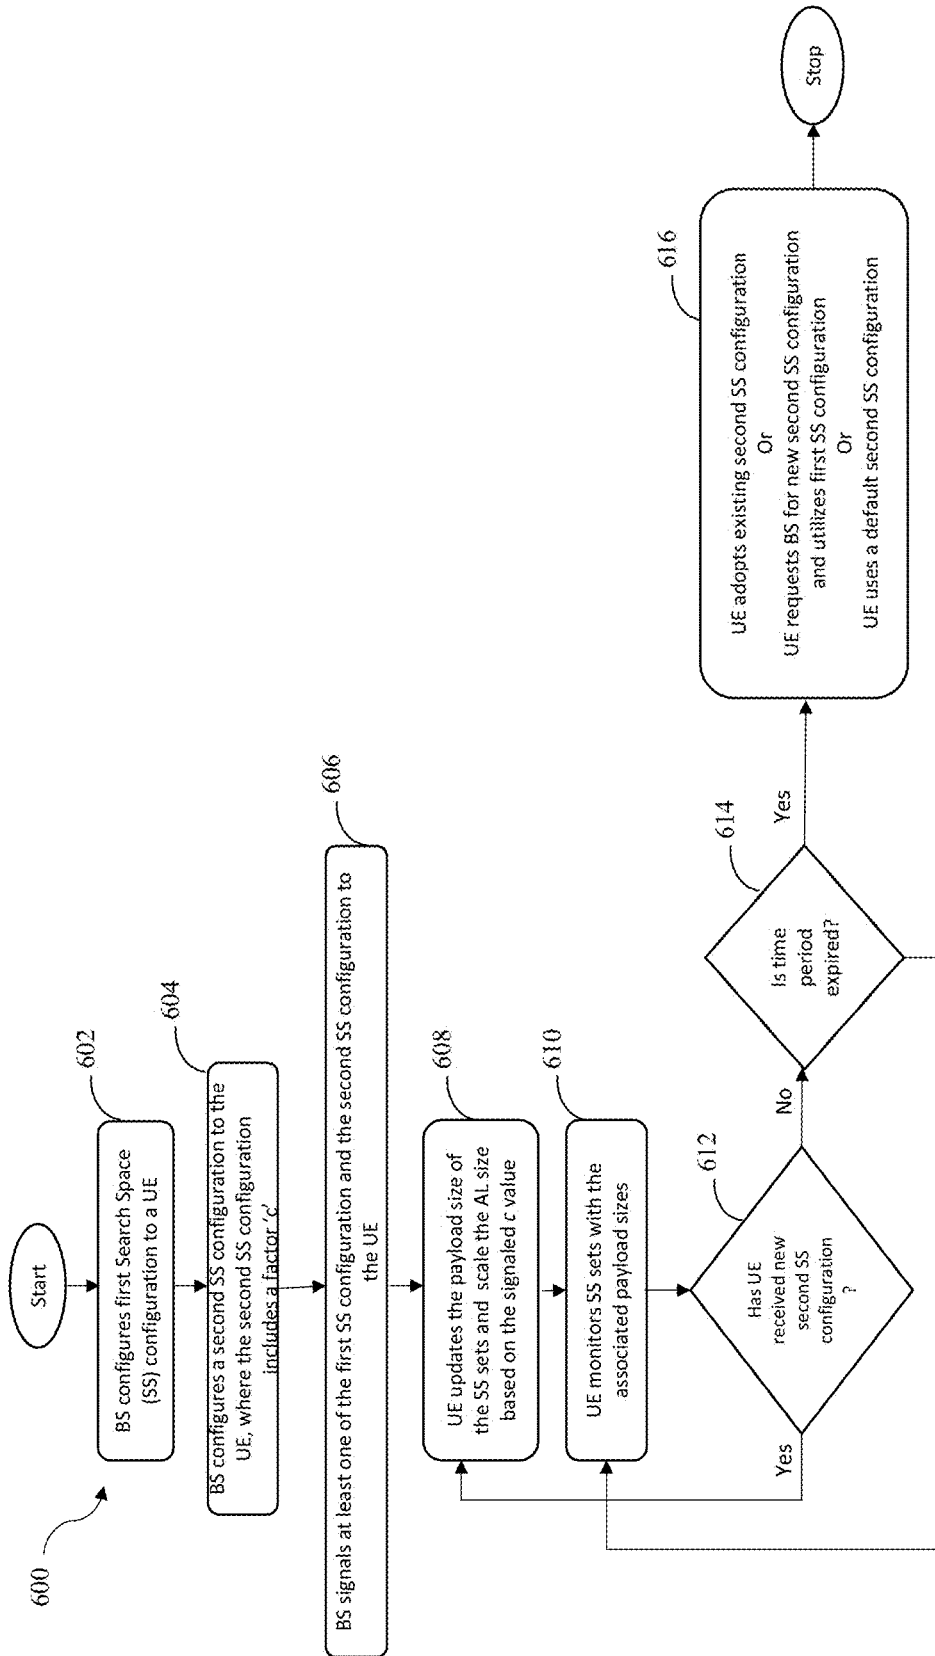 600
Start
602
BS configures first Search Space
(SS) configuration to a UE
604
BS configures a second SS configuration to the
UE, where the second SS configuration
includes a factor 'c'
606
BS signals at least one of the first SS configuration and the second SS configuration to
the UE
608
UE updates the payload size of
the SS sets and scale the AL size
based on the signaled c value
610
UE monitors SS sets with the
associated payload sizes
612
Has UE
received new
second SS
configuration
?
Yes
No
614
Is time
period
expired?
Yes
616
UE adopts existing second SS configuration
Or
UE requests BS for new second SS configuration
and utilizes first SS configuration
Or
UE uses a default second SS configuration
Stop